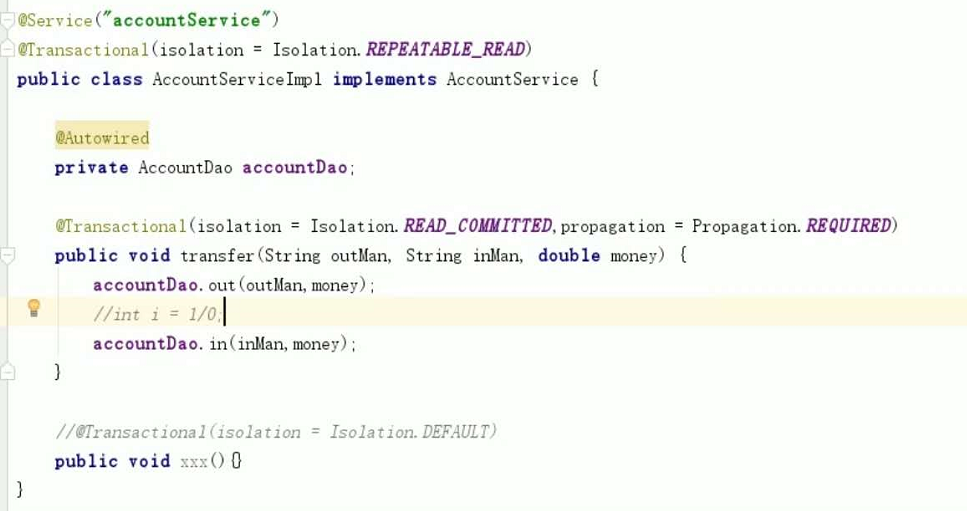 @Service("accountService")
@Transactional(isolation = Isolation.REPEATABLE_READ)
public class AccountServiceImpl implements AccountService {
@Autowired
private AccountDao accountDao;
@Transactional(isolation = Isolation.READ_COMMITTED,propagation = Propagation.REQUIRED)
public void transfer(String outMan, String inMan, double money) {
accountDao.out(outMan,money);
//int i = 1/0;
accountDao.in(inMan,money);
}
//@Transactional(isolation = Isolation.DEFAULT)
public void xxx(){}
}